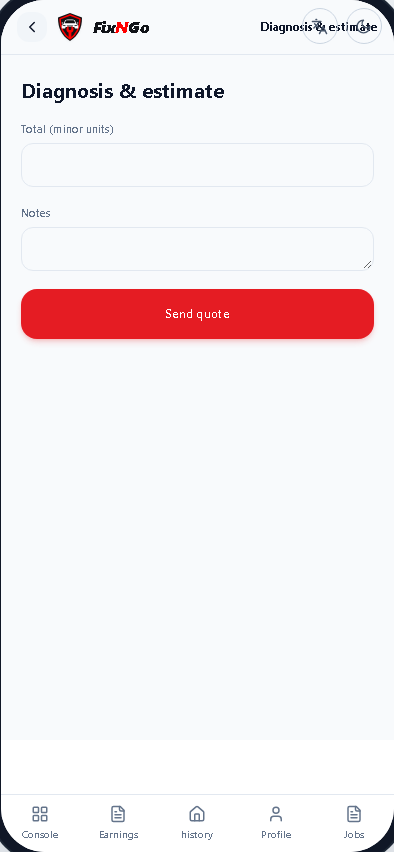 FixNGo
Diagnosis & estimate
Diagnosis & estimate
Total (minor units)
Notes
Send quote
Console
Earnings
history
Profile
Jobs